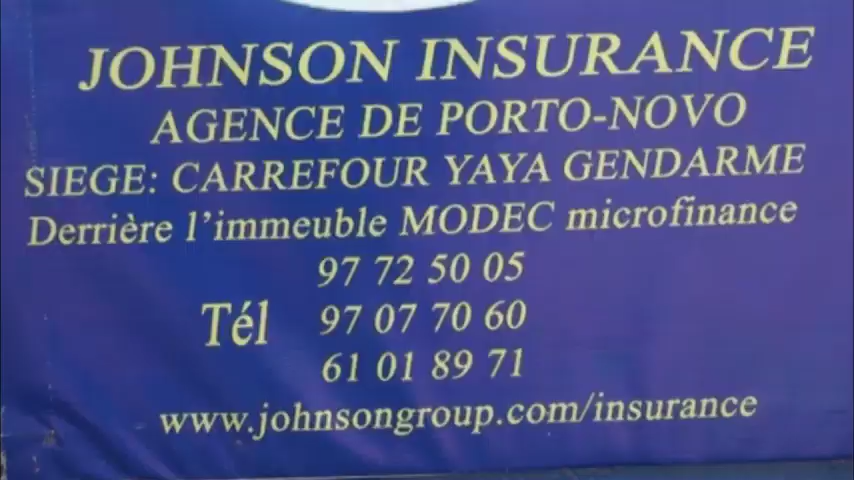 JOHNSON INSURANCE
AGENCE DE PORTO-NOVO
SIEGE: CARREFOUR YAYA GENDARME
Derrière l'immeuble MODEC microfinance
97 72 50 05
Tél 97 07 70 60
61 01 89 71
www.johnsongroup.com/insurance